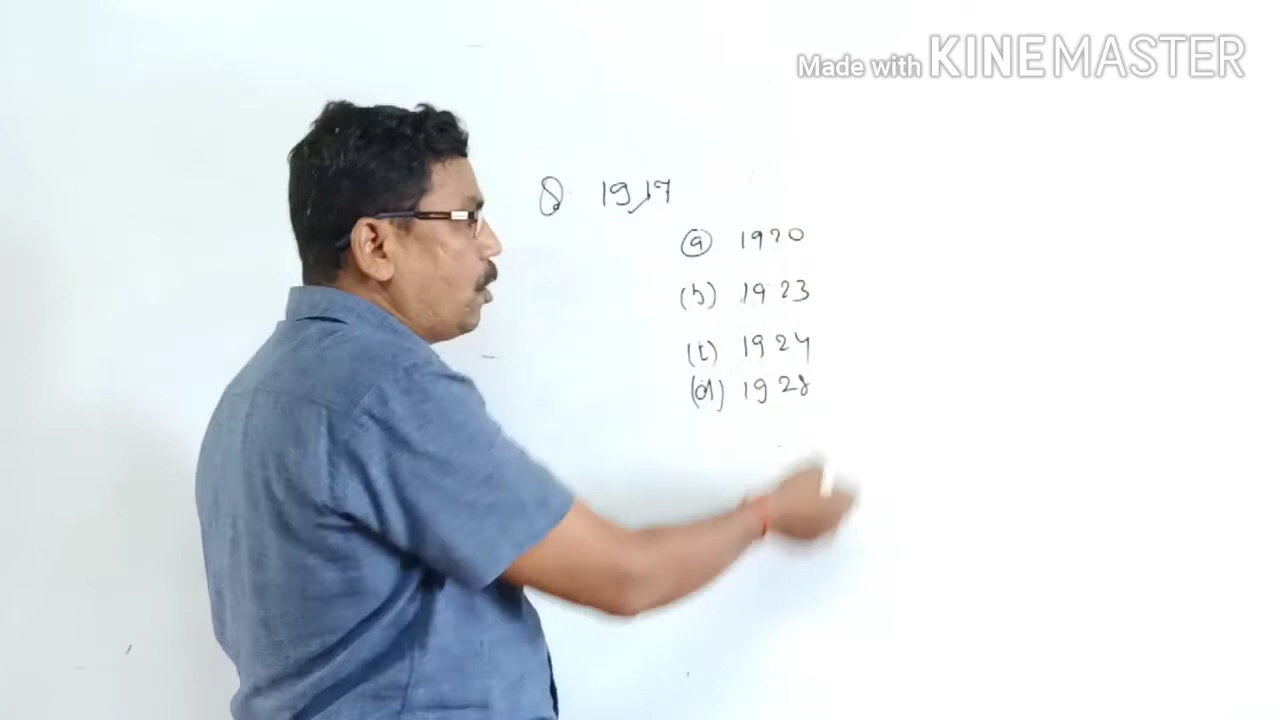 Made with KINEMASTER
Q. 1917
(a) 1920
(b) 1923
(c) 1924
(d) 1928